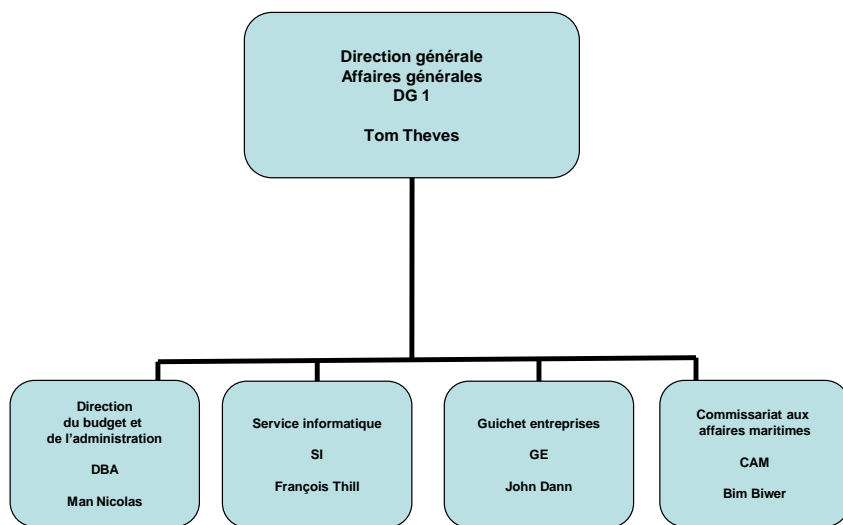 Direction générale
Affaires générales
DG 1
Tom Theves
Direction
du budget et
de l’administration
DBA
Man Nicolas
Service informatique
SI
François Thill
Guichet entreprises
GE
John Dann
Commissariat aux
affaires maritimes
CAM
Bim Biwer